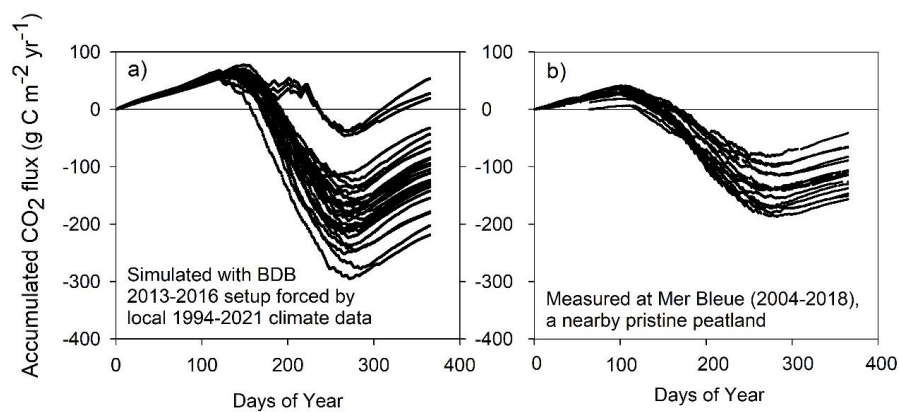 Accumulated CO2 flux (g C m-2 yr-1)
a)
100
0
-100
-200
-300
-400
Simulated with BDB
2013-2016 setup forced by
local 1994-2021 climate data
0 100 200 300 400
Days of Year
b)
100
0
-100
-200
-300
-400
Measured at Mer Bleue (2004-2018),
a nearby pristine peatland
0 100 200 300 400
Days of Year